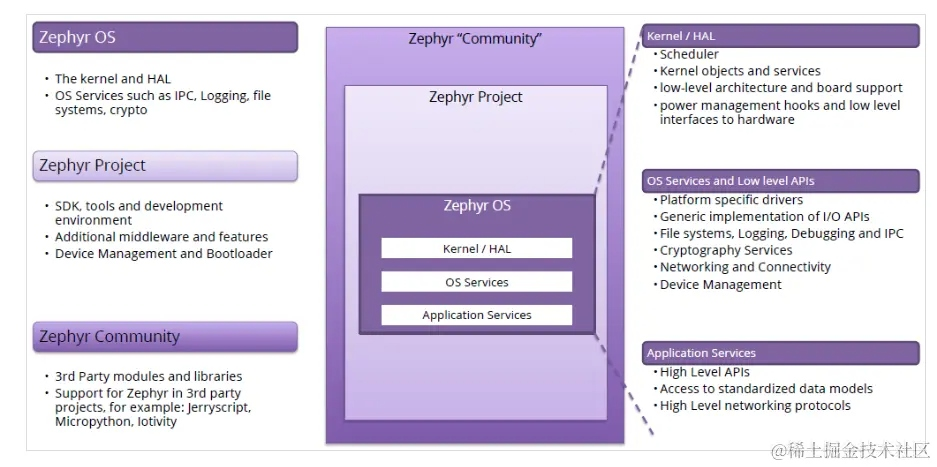 Zephyr OS
• The kernel and HAL
• OS Services such as IPC, Logging, file
systems, crypto
Zephyr Project
• SDK, tools and development
environment
• Additional middleware and features
• Device Management and Bootloader
Zephyr Community
• 3rd Party modules and libraries
• Support for Zephyr in 3rd party
projects, for example: Jerryscript,
Micropython, Iotivity
Zephyr “Community”
Zephyr Project
Zephyr OS
Kernel / HAL
OS Services
Application Services
Kernel / HAL
• Scheduler
• Kernel objects and services
• low-level architecture and board support
• power management hooks and low level
interfaces to hardware
OS Services and Low level APIs
• Platform specific drivers
• Generic implementation of I/O APIs
• File systems, Logging, Debugging and IPC
• Cryptography Services
• Networking and Connectivity
• Device Management
Application Services
• High Level APIs
• Access to standardized data models
• High Level networking protocols
@稀土掘金技术社区